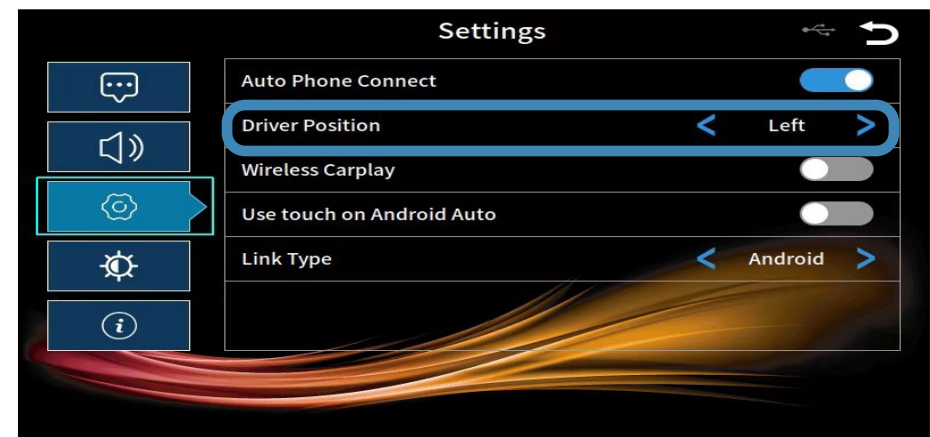 Settings
Auto Phone Connect
Driver Position < Left >
Wireless Carplay
Use touch on Android Auto
Link Type < Android >
i